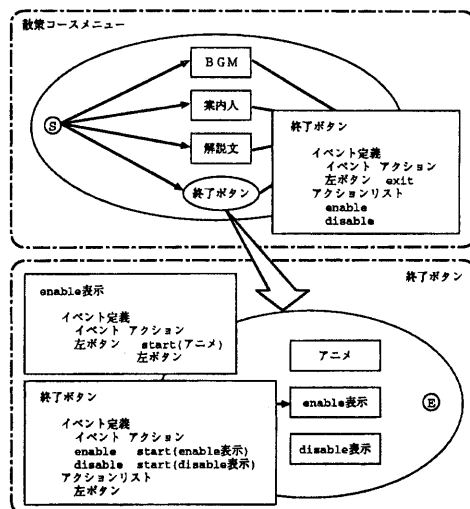 散策コースメニュー
BGM
S
案内人
解説文
終了ボタン
終了ボタン
イベント定義
イベント アクション
左ボタン exit
アクションリスト
enable
disable
終了ボタン
enable表示
イベント定義
イベント アクション
左ボタン start(アニメ)
左ボタン
アニメ
enable表示
E
disable表示
終了ボタン
イベント定義
イベント アクション
enable start(enable表示)
disable start(disable表示)
アクションリスト
左ボタン